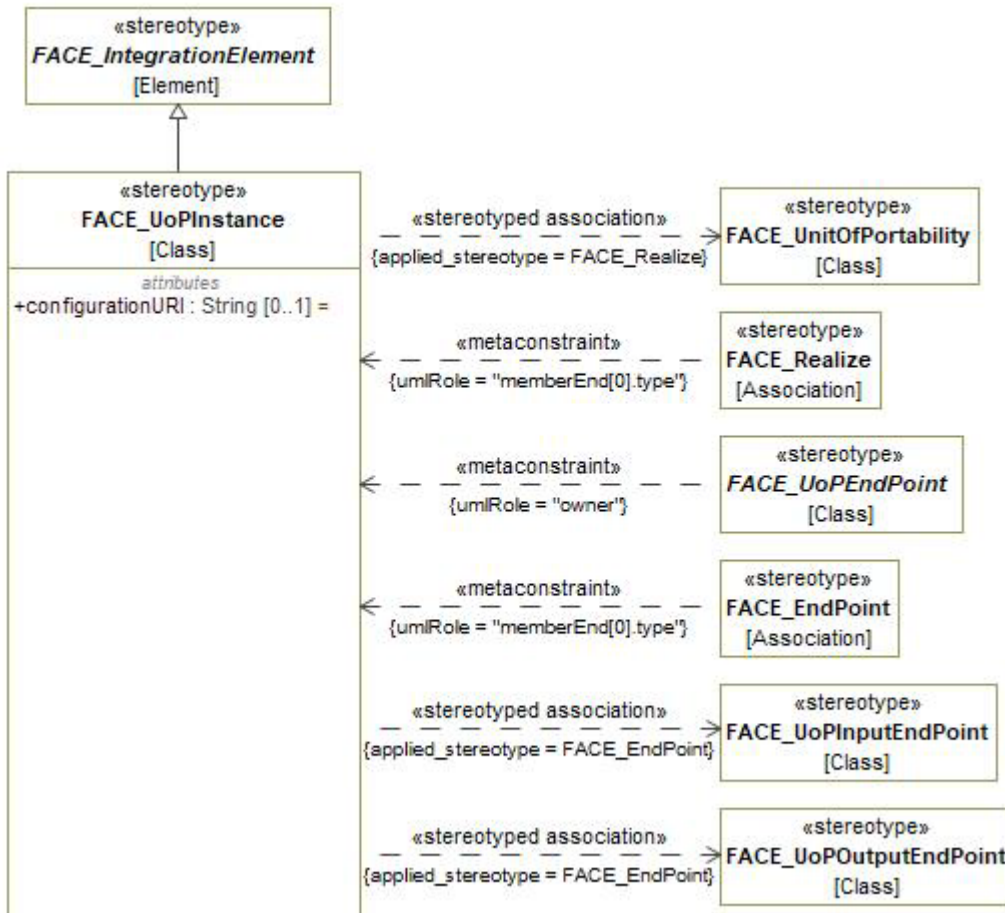 «stereotype»
FACE_IntegrationElement
[Element]
«stereotype»
FACE_UoPInstance
[Class]
attributes
+configurationURI : String [0..1] =
«stereotyped association»
{applied_stereotype = FACE_Realize}
«stereotype»
FACE_UnitOfPortability
[Class]
«metaconstraint»
{umlRole = "memberEnd[0].type"}
«stereotype»
FACE_Realize
[Association]
«metaconstraint»
{umlRole = "owner"}
«stereotype»
FACE_UoPEndPoint
[Class]
«metaconstraint»
{umlRole = "memberEnd[0].type"}
«stereotype»
FACE_EndPoint
[Association]
«stereotyped association»
{applied_stereotype = FACE_EndPoint}
«stereotype»
FACE_UoPInputEndPoint
[Class]
«stereotyped association»
{applied_stereotype = FACE_EndPoint}
«stereotype»
FACE_UoPOutputEndPoint
[Class]